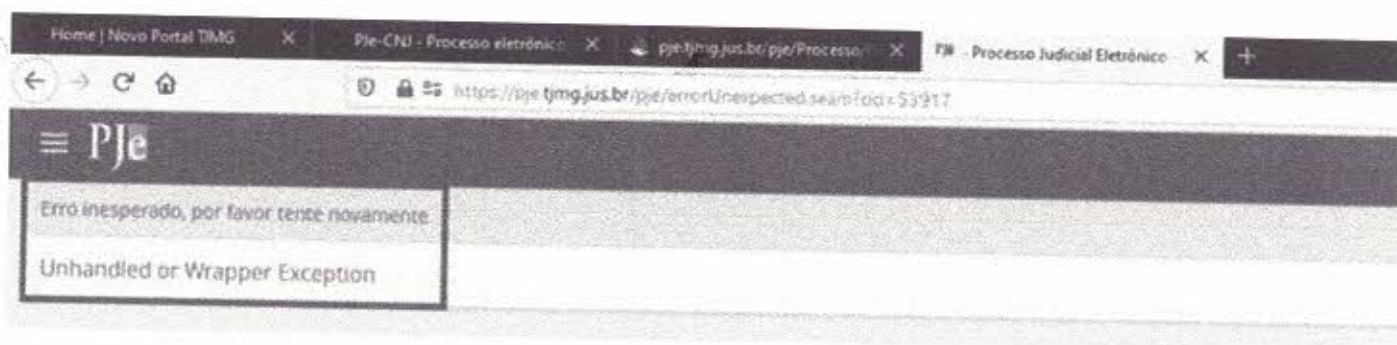 Home | Novo Portal TJMG
PJe-CNJ - Processo eletrônico
pje.tjmg.jus.br/pje/Processo
PJe - Processo Judicial Eletrônico
https://pje.tjmg.jus.br/pje/errorUnexpected.seam?cid=53917
PJe
Erro inesperado, por favor tente novamente
Unhandled or Wrapper Exception